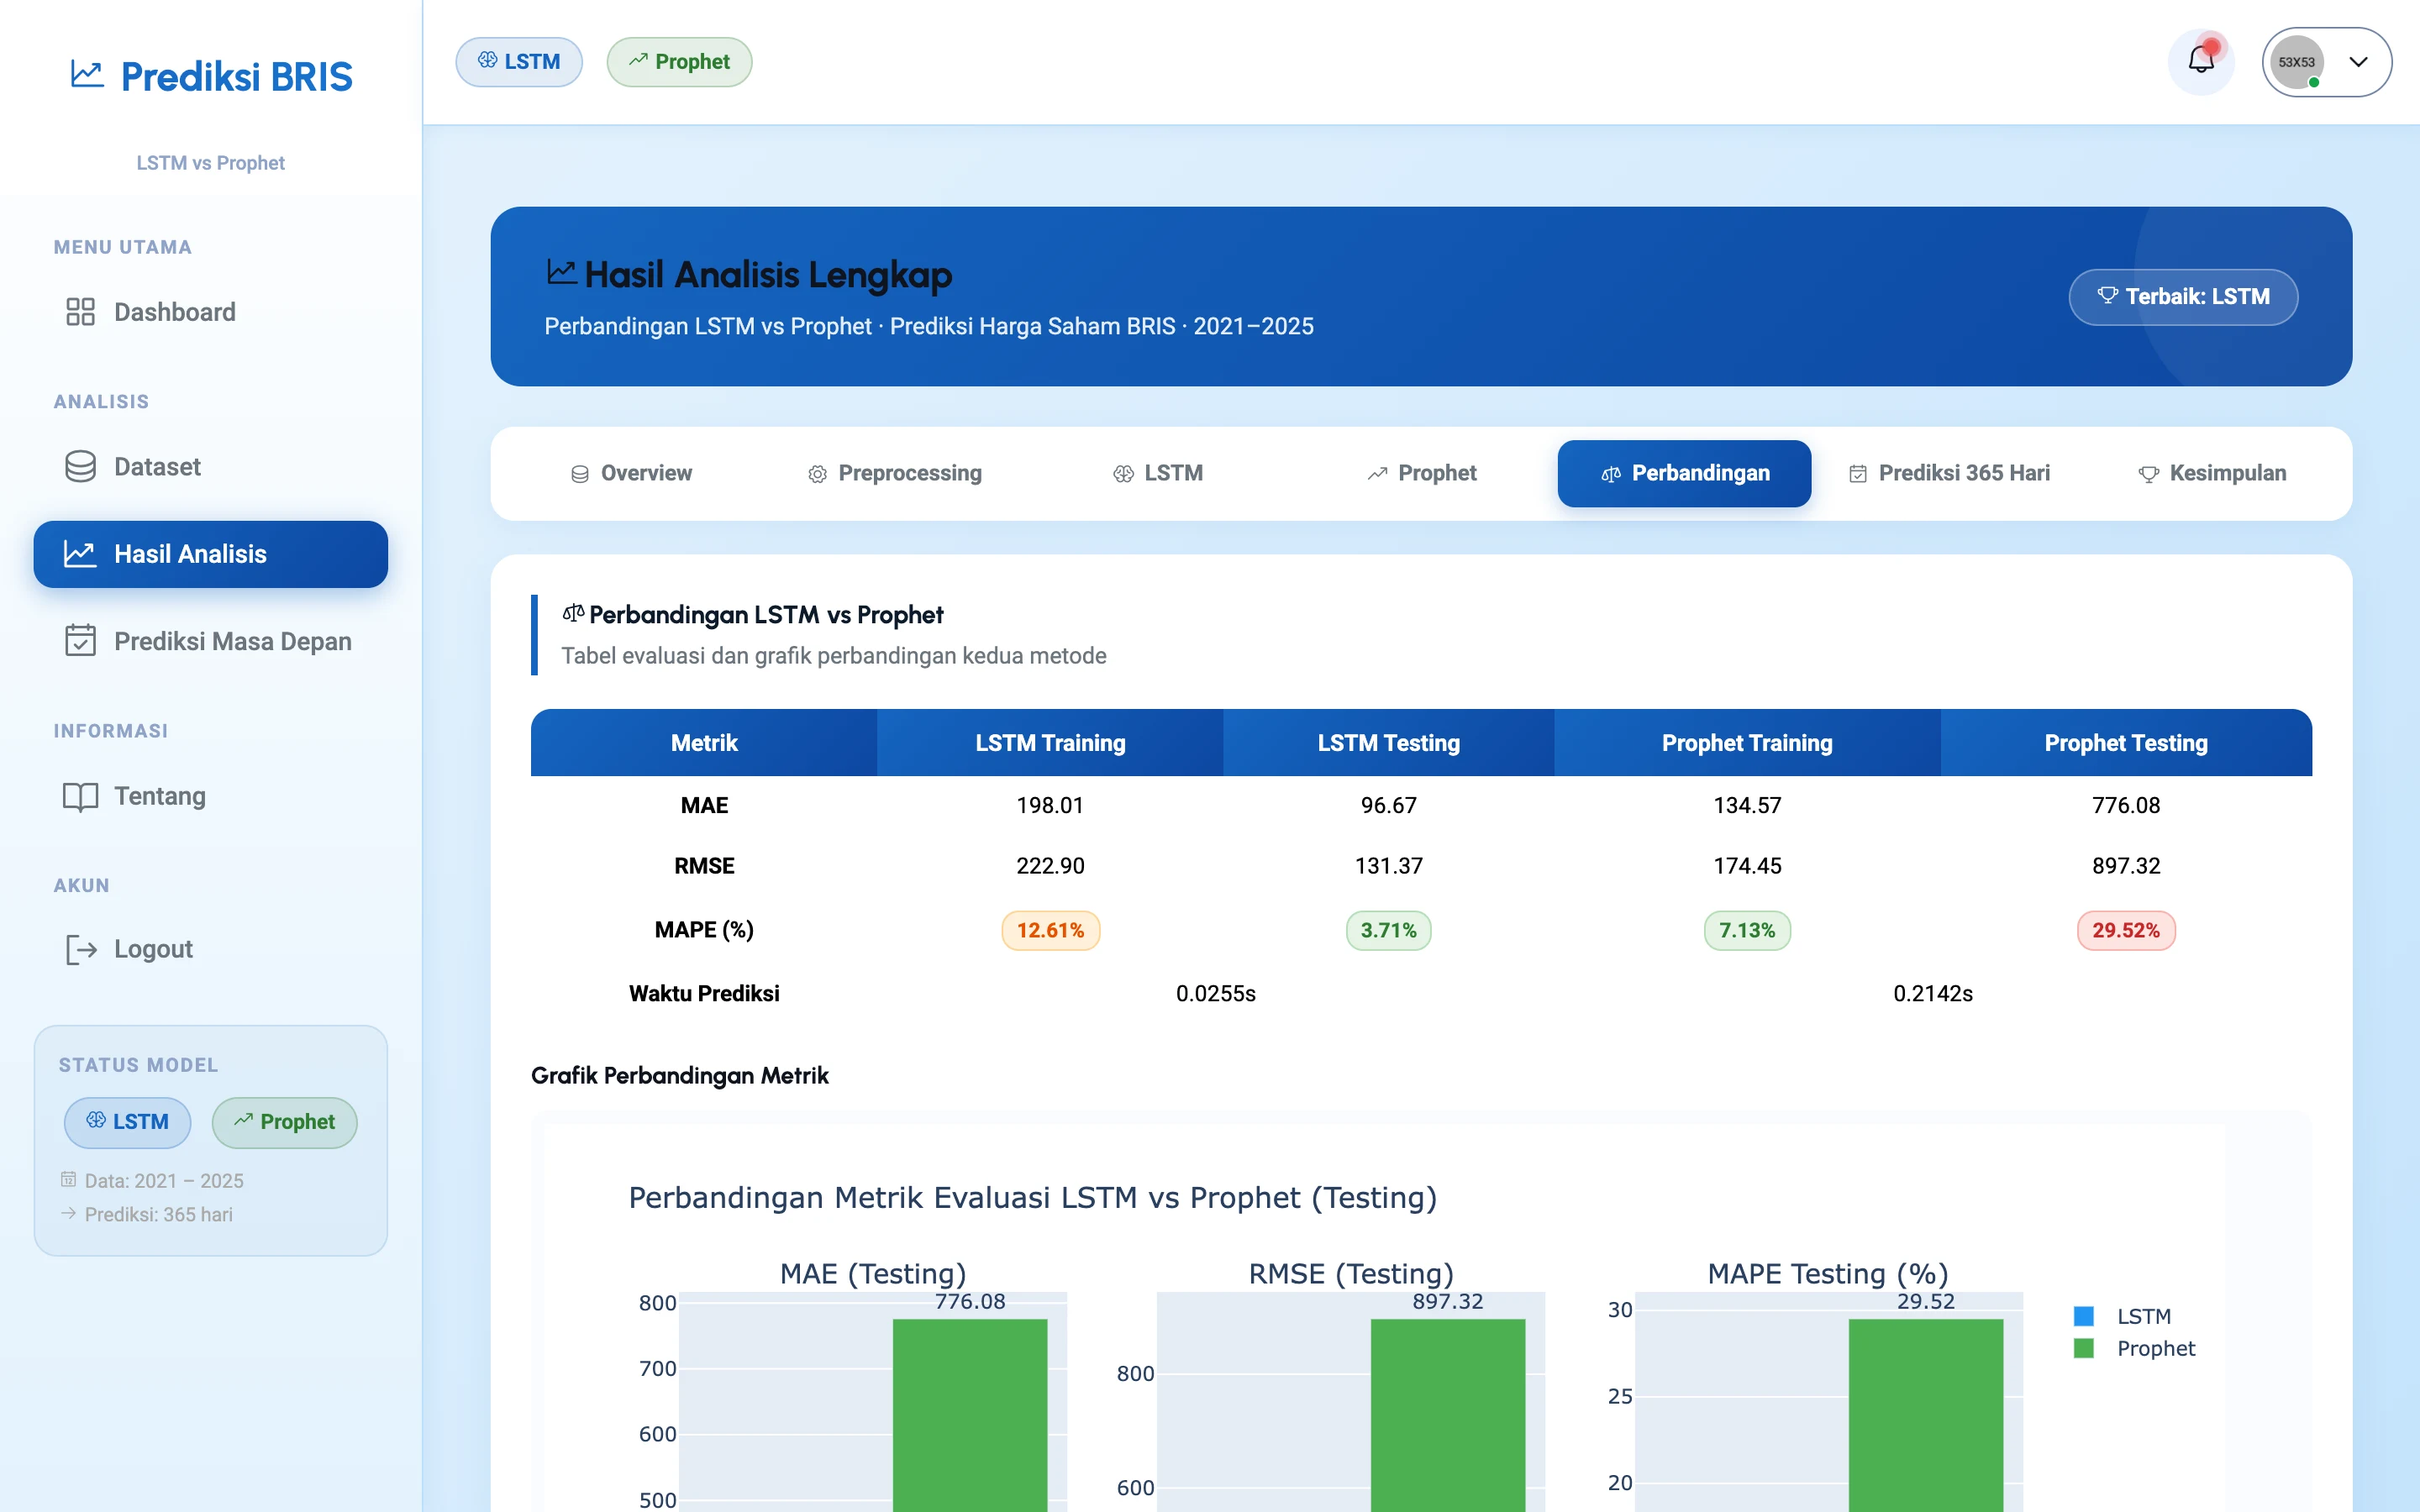 Prediksi BRIS
LSTM vs Prophet
MENU UTAMA
Dashboard
ANALISIS
Dataset
Hasil Analisis
Prediksi Masa Depan
INFORMASI
Tentang
AKUN
Logout
STATUS MODEL
LSTM Prophet
Data: 2021 – 2025
Prediksi: 365 hari
LSTM Prophet
53X53
Hasil Analisis Lengkap
Perbandingan LSTM vs Prophet · Prediksi Harga Saham BRIS · 2021–2025
Terbaik: LSTM
Overview Preprocessing LSTM Prophet Perbandingan Prediksi 365 Hari Kesimpulan
Perbandingan LSTM vs Prophet
Tabel evaluasi dan grafik perbandingan kedua metode
Metrik LSTM Training LSTM Testing Prophet Training Prophet Testing
MAE 198.01 96.67 134.57 776.08
RMSE 222.90 131.37 174.45 897.32
MAPE (%) 12.61% 3.71% 7.13% 29.52%
Waktu Prediksi 0.0255s 0.2142s
Grafik Perbandingan Metrik
Perbandingan Metrik Evaluasi LSTM vs Prophet (Testing)
MAE (Testing)
776.08
800
700
600
500
RMSE (Testing)
897.32
800
600
MAPE Testing (%)
29.52
30
25
20
LSTM
Prophet